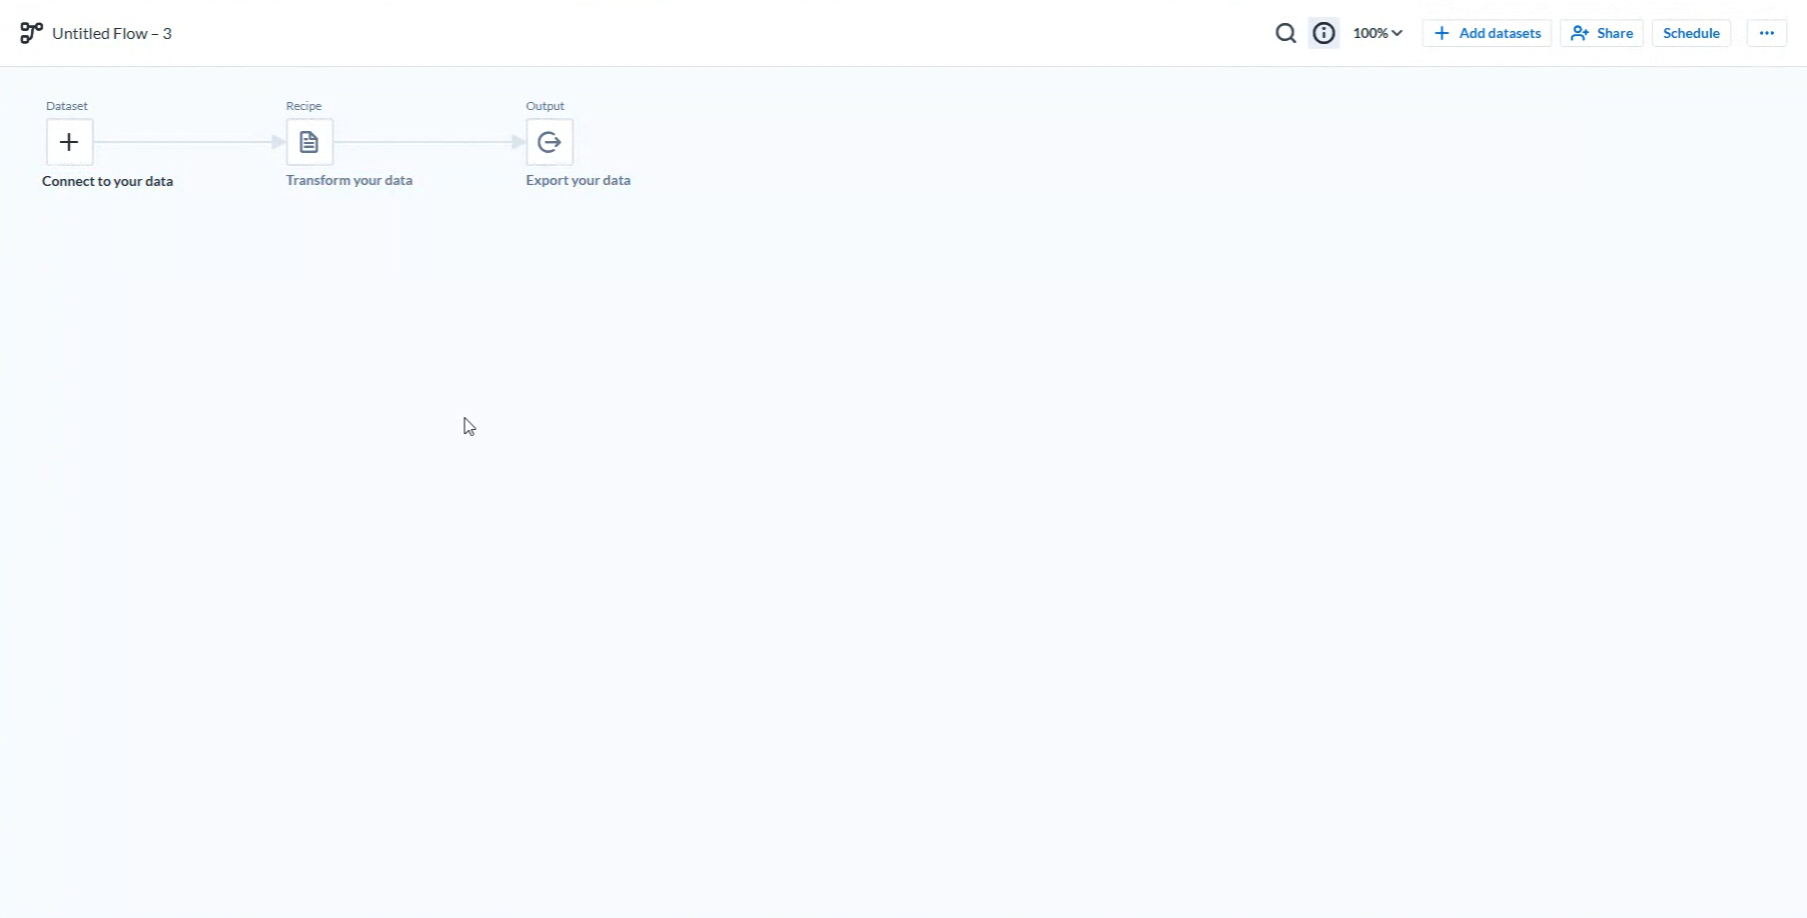 Untitled Flow – 3
100%
Add datasets
Share
Schedule
Dataset
Recipe
Output
Connect to your data
Transform your data
Export your data